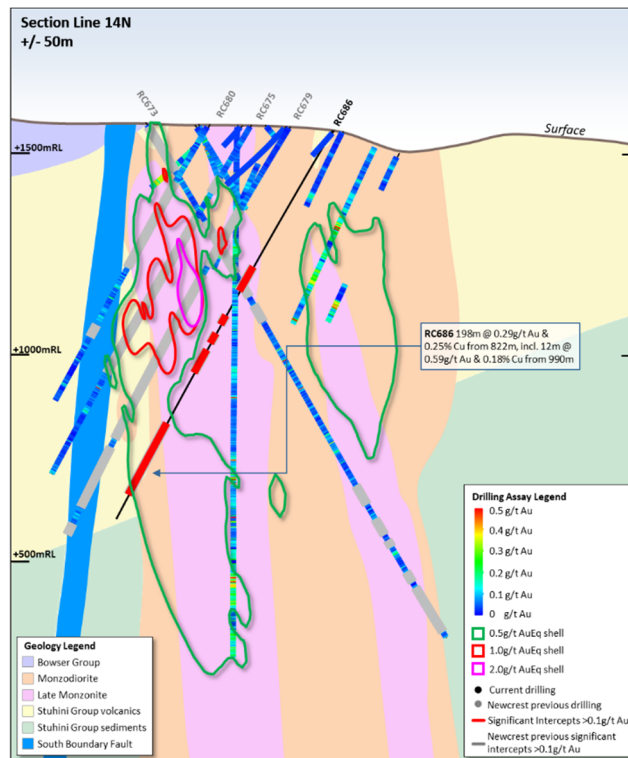 Section Line 14N
+/- 50m
RC673
RC680
RC675
RC679
RC686
Surface
+1500mRL
+1000mRL
+500mRL
RC686 198m @ 0.29g/t Au &
0.25% Cu from 822m, incl. 12m @
0.59g/t Au & 0.18% Cu from 990m
Geology Legend
Bowser Group
Monzodiorite
Late Monzonite
Stuhini Group volcanics
Stuhini Group sediments
South Boundary Fault
Drilling Assay Legend
0.5 g/t Au
0.4 g/t Au
0.3 g/t Au
0.2 g/t Au
0.1 g/t Au
0 g/t Au
0.5g/t AuEq shell
1.0g/t AuEq shell
2.0g/t AuEq shell
Current drilling
Newcrest previous drilling
Significant Intercepts >0.1g/t Au
Newcrest previous significant
intercepts >0.1g/t Au